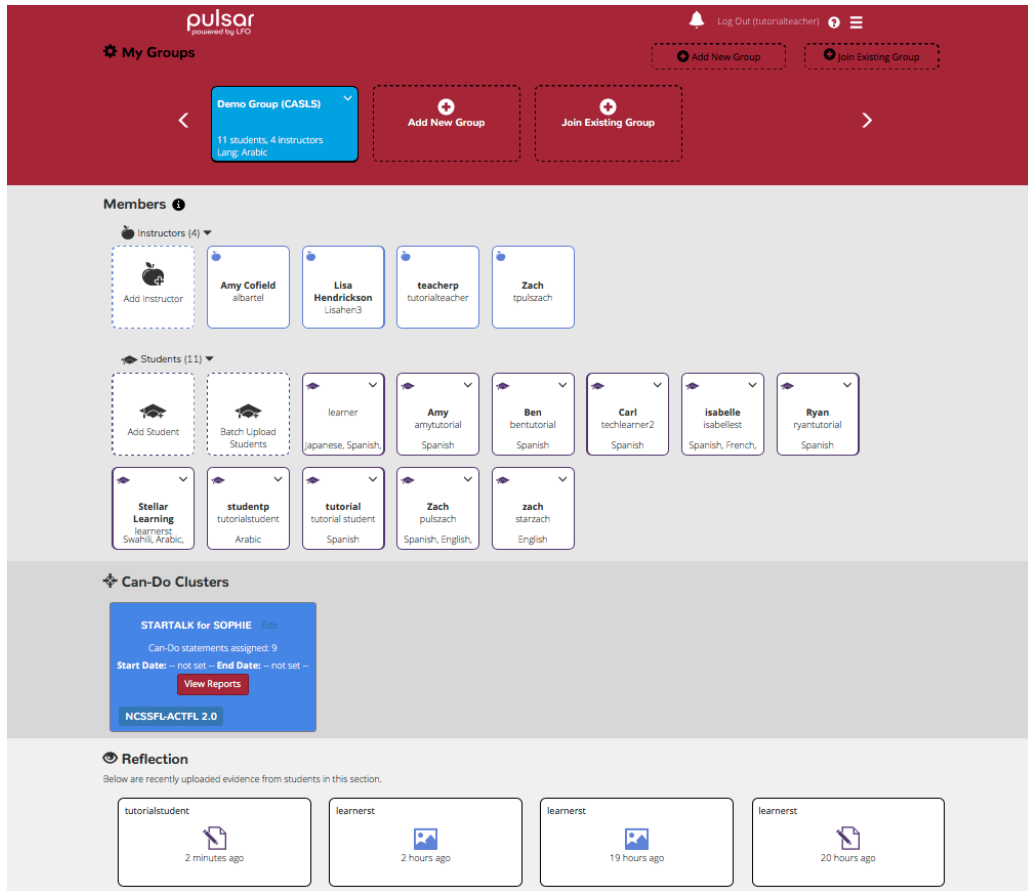 pulsar
powered by LFO
Log Out (tutorialteacher)
My Groups
Add New Group
Join Existing Group
Demo Group (CASLS)
11 students, 4 instructors
Lang: Arabic
Add New Group
Join Existing Group
Members
Instructors (4)
Add Instructor
Amy Cofield
albartel
Lisa
Hendrickson
Lisahen3
teacherp
tutorialteacher
Zach
tpulszach
Students (11)
Add Student
Batch Upload
Students
learner
Japanese, Spanish,
Amy
amytutorial
Spanish
Ben
bentutorial
Spanish
Carl
techlearner2
Spanish
isabelle
isabellest
Spanish, French,
Ryan
ryantutorial
Spanish
Stellar
Learning
learnerst
Swahili, Arabic,
studentp
tutorialstudent
Arabic
tutorial
tutorial student
Spanish
Zach
pulszach
Spanish, English,
zach
starzach
English
Can-Do Clusters
STARTALK for SOPHIE Edit
Can-Do statements assigned: 9
Start Date: -- not set -- End Date: -- not set --
View Reports
NCSSFL-ACTFL 2.0
Reflection
Below are recently uploaded evidence from students in this section.
tutorialstudent
2 minutes ago
learnerst
2 hours ago
learnerst
19 hours ago
learnerst
20 hours ago